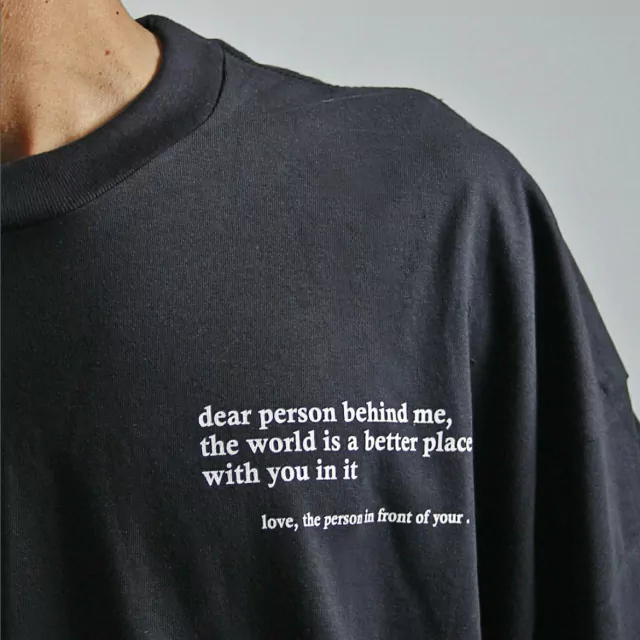 dear person behind me,
the world is a better place
with you in it
love, the person in front of your .